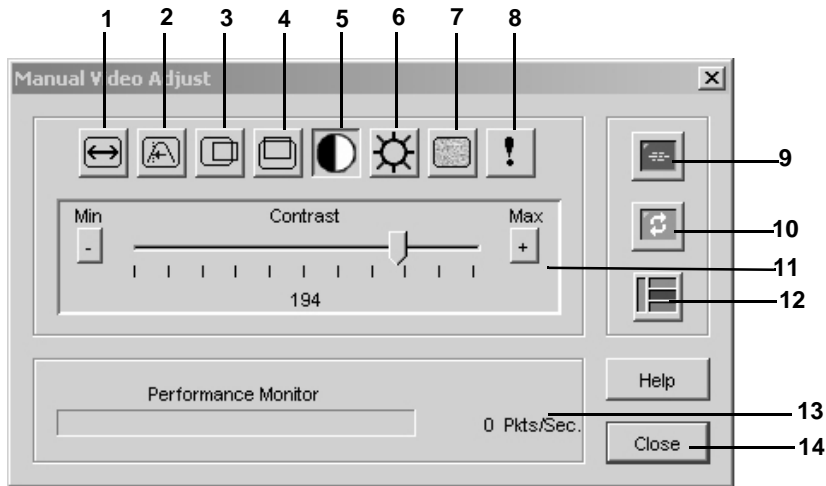 1 2 3 4 5 6 7 8
Manual Video Adjust
Min Contrast Max
- +
194
9
10
11
12
Performance Monitor
0 Pkts/Sec.
Help
Close
13
14